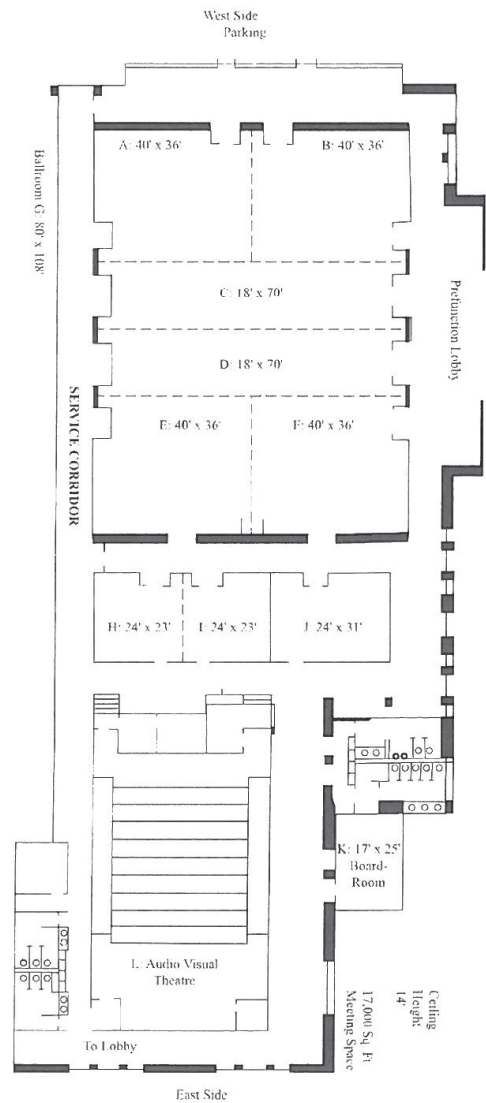 West Side
Parking
A: 40' x 36'
B: 40' x 36'
Ballroom G: 80' x 108'
C: 18' x 70'
Prefunction Lobby
D: 18' x 70'
SERVICE CORRIDOR
E: 40' x 36'
F: 40' x 36'
H: 24' x 23'
I: 24' x 23'
J: 24' x 31'
K: 17' x 25'
Board-
Room
L: Audio Visual
Theatre
Ceiling
Height
14'
17,000 Sq. Ft
Meeting Space
To Lobby
East Side